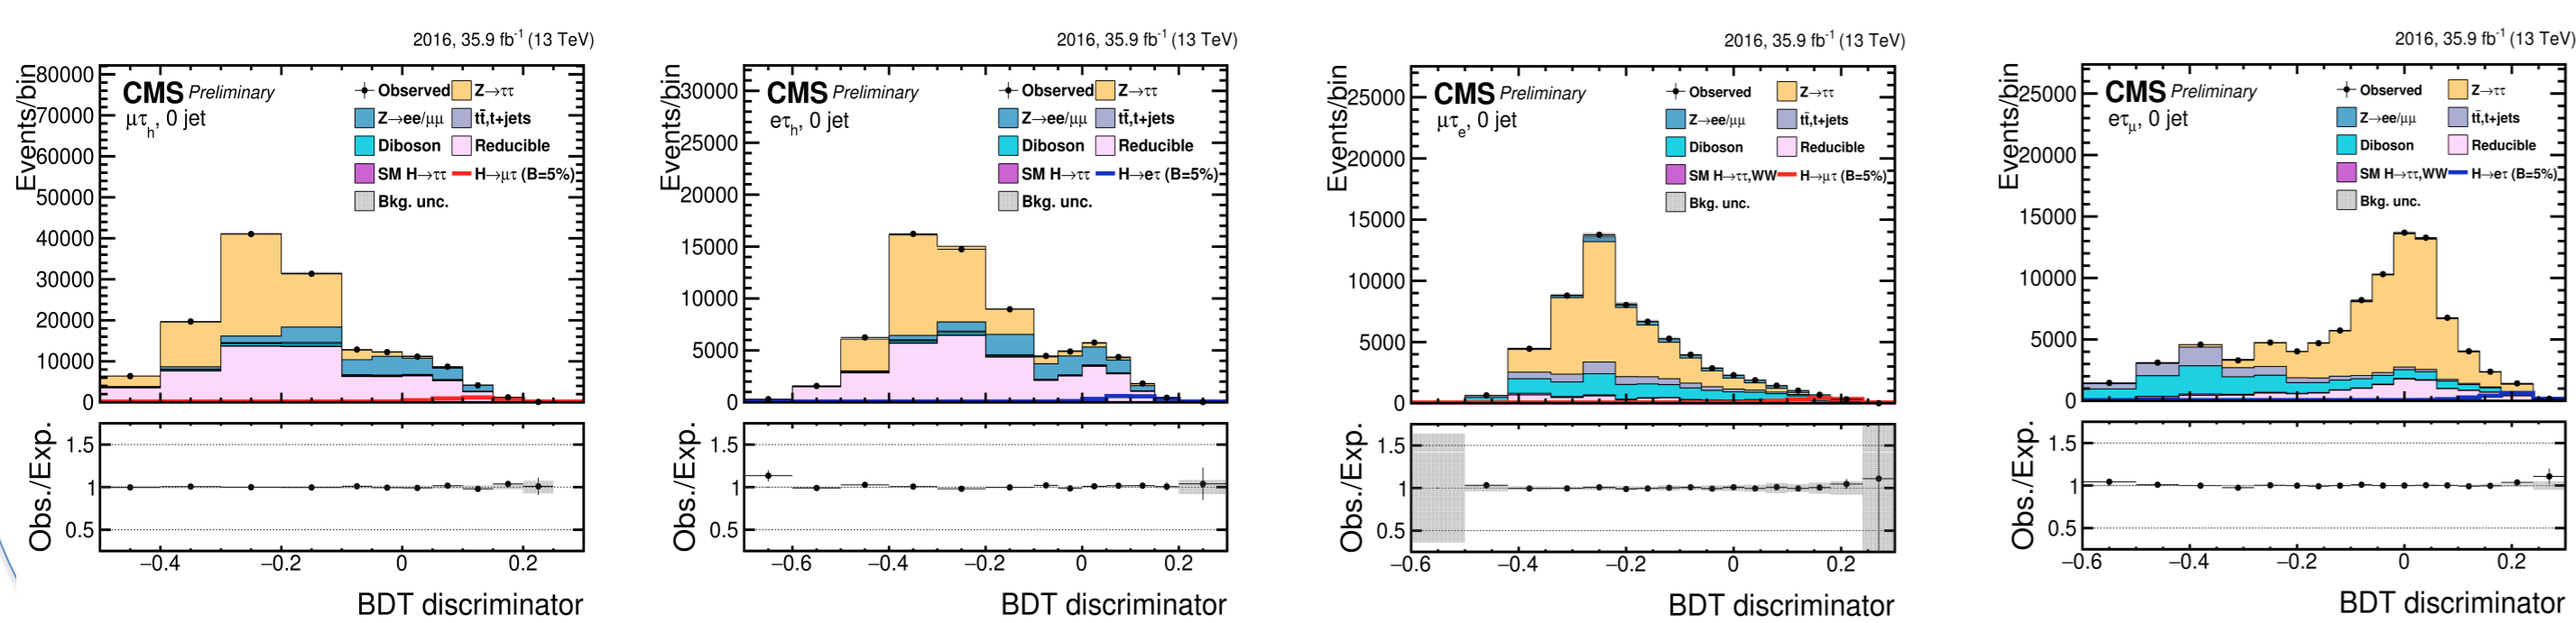 2016, 35.9 fb⁻¹ (13 TeV)
Events/bin
80000
70000
60000
50000
40000
30000
20000
10000
0
CMS Preliminary
μτₕ, 0 jet
Observed Z→ττ
Z→ee/μμ tt̄,t+jets
Diboson Reducible
SM H→ττ H→μτ (B=5%)
Bkg. unc.
Obs./Exp.
1.5
1
0.5
−0.4 −0.2 0 0.2
BDT discriminator
2016, 35.9 fb⁻¹ (13 TeV)
Events/bin
30000
25000
20000
15000
10000
5000
0
CMS Preliminary
eτₕ, 0 jet
Observed Z→ττ
Z→ee/μμ tt̄,t+jets
Diboson Reducible
SM H→ττ H→eτ (B=5%)
Bkg. unc.
Obs./Exp.
1.5
1
0.5
−0.6 −0.4 −0.2 0 0.2
BDT discriminator
2016, 35.9 fb⁻¹ (13 TeV)
Events/bin
25000
20000
15000
10000
5000
0
CMS Preliminary
μτₑ, 0 jet
Observed Z→ττ
Z→ee/μμ tt̄,t+jets
Diboson Reducible
SM H→ττ,WW H→μτ (B=5%)
Bkg. unc.
Obs./Exp.
1.5
1
0.5
−0.6 −0.4 −0.2 0 0.2
BDT discriminator
2016, 35.9 fb⁻¹ (13 TeV)
Events/bin
25000
20000
15000
10000
5000
0
CMS Preliminary
eτ_μ, 0 jet
Observed Z→ττ
Z→ee/μμ tt̄,t+jets
Diboson Reducible
SM H→ττ,WW H→eτ (B=5%)
Bkg. unc.
Obs./Exp.
1.5
1
0.5
−0.6 −0.4 −0.2 0 0.2
BDT discriminator